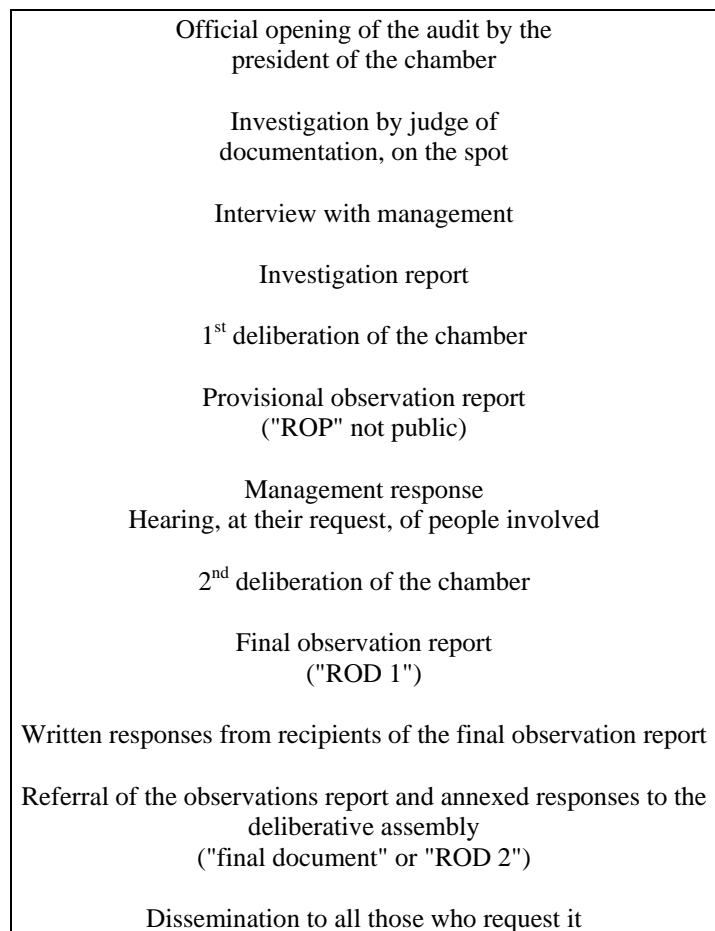 Official opening of the audit by the
president of the chamber
Investigation by judge of
documentation, on the spot
Interview with management
Investigation report
1st deliberation of the chamber
Provisional observation report
("ROP" not public)
Management response
Hearing, at their request, of people involved
2nd deliberation of the chamber
Final observation report
("ROD 1")
Written responses from recipients of the final observation report
Referral of the observations report and annexed responses to the
deliberative assembly
("final document" or "ROD 2")
Dissemination to all those who request it